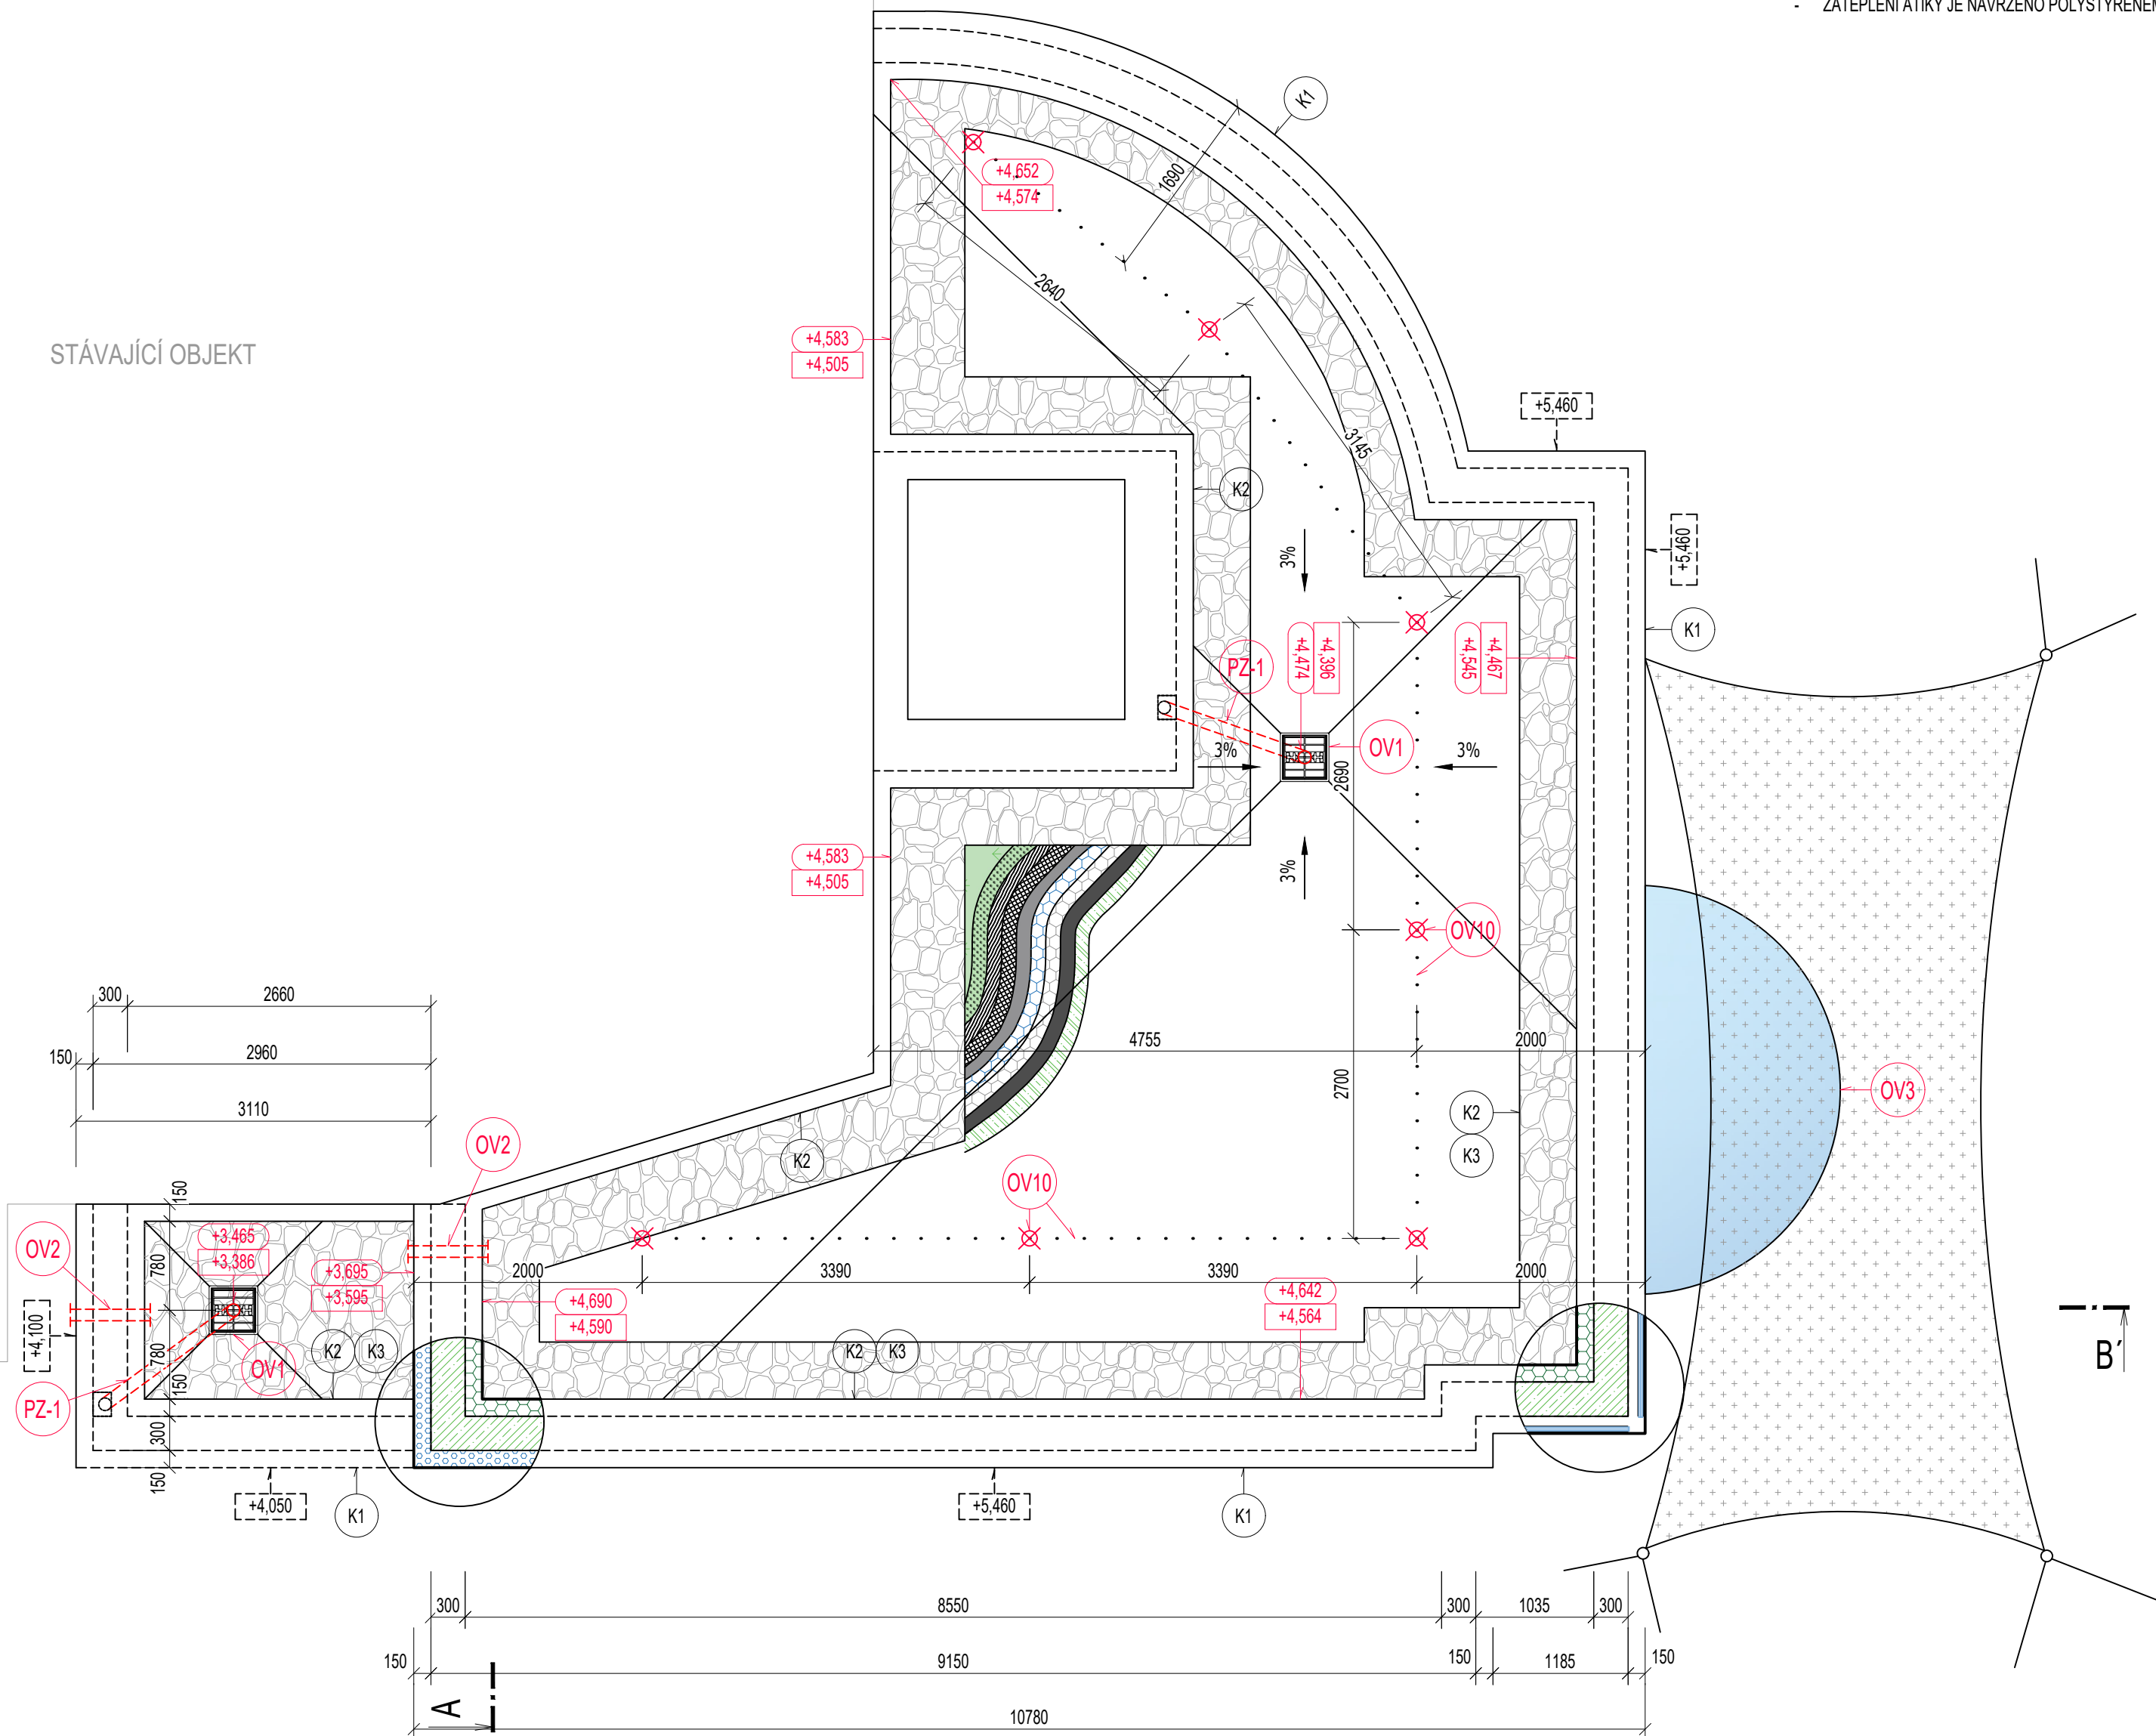 - ZATEPLENÍ ATIKY JE NAVRŽENO POLYSTYRENEM
K1
+4,652
+4,574
1690
2640
STÁVAJÍCÍ OBJEKT
+4,583
+4,505
3145
+5,460
K2
+5,460
3%
K1
+4,474
+4,396
+4,545
+4,467
PZ-1
OV1
3%
3%
2690
3%
+4,583
+4,505
OV10
300
2660
150
2960
4755
2000
2700
OV3
3110
K2
K3
OV2
K2
OV10
150
OV2
+3,465
+3,386
780
+3,695
+3,595
2000
3390
3390
2000
+4,690
+4,590
+4,642
+4,564
+4,100
780
K2
K3
OV1
K2
K3
B´
150
PZ-1
300
150
+4,050
K1
+5,460
K1
300
8550
300
1035
300
150
9150
150
1185
150
A
10780